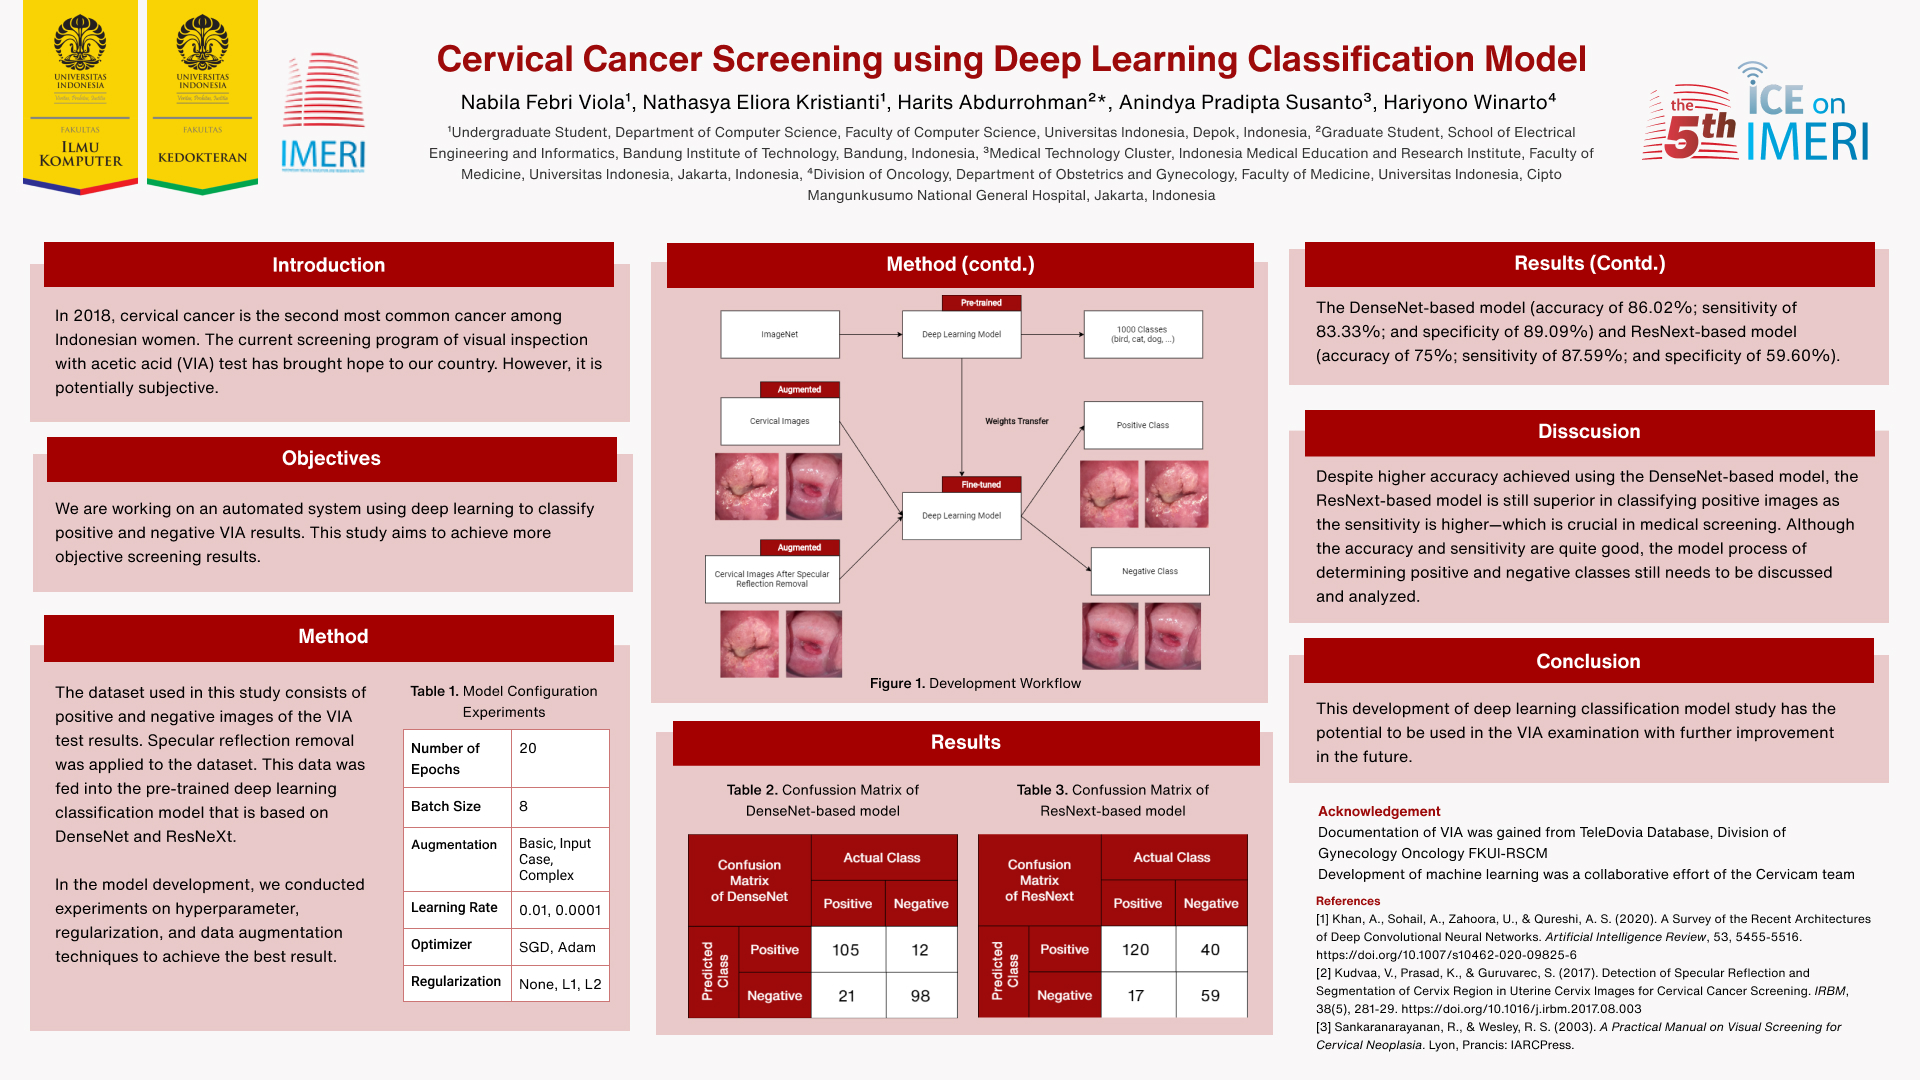 UNIVERSITAS
INDONESIA
Veritas, Probitas, Iustitia
FAKULTAS
ILMU
KOMPUTER
UNIVERSITAS
INDONESIA
Veritas, Probitas, Iustitia
FAKULTAS
KEDOKTERAN
IMERI
Cervical Cancer Screening using Deep Learning Classification Model
Nabila Febri Viola¹, Nathasya Eliora Kristianti¹, Harits Abdurrohman²*, Anindya Pradipta Susanto³, Hariyono Winarto⁴
¹Undergraduate Student, Department of Computer Science, Faculty of Computer Science, Universitas Indonesia, Depok, Indonesia, ²Graduate Student, School of Electrical
Engineering and Informatics, Bandung Institute of Technology, Bandung, Indonesia, ³Medical Technology Cluster, Indonesia Medical Education and Research Institute, Faculty of
Medicine, Universitas Indonesia, Jakarta, Indonesia, ⁴Division of Oncology, Department of Obstetrics and Gynecology, Faculty of Medicine, Universitas Indonesia, Cipto
Mangunkusumo National General Hospital, Jakarta, Indonesia
the 5th
iCE on
IMERI
Introduction
In 2018, cervical cancer is the second most common cancer among
Indonesian women. The current screening program of visual inspection
with acetic acid (VIA) test has brought hope to our country. However, it is
potentially subjective.
Objectives
We are working on an automated system using deep learning to classify
positive and negative VIA results. This study aims to achieve more
objective screening results.
Method
The dataset used in this study consists of
positive and negative images of the VIA
test results. Specular reflection removal
was applied to the dataset. This data was
fed into the pre-trained deep learning
classification model that is based on
DenseNet and ResNeXt.
In the model development, we conducted
experiments on hyperparameter,
regularization, and data augmentation
techniques to achieve the best result.
Table 1. Model Configuration
Experiments
Number of Epochs 20
Batch Size 8
Augmentation Basic, Input Case, Complex
Learning Rate 0.01, 0.0001
Optimizer SGD, Adam
Regularization None, L1, L2
Method (contd.)
Pre-trained
ImageNet
Deep Learning Model
1000 Classes
(bird, cat, dog, ...)
Augmented
Cervical Images
Weights Transfer
Positive Class
Fine-tuned
Deep Learning Model
Augmented
Cervical Images After Specular
Reflection Removal
Negative Class
Figure 1. Development Workflow
Results
Table 2. Confussion Matrix of
DenseNet-based model
Confusion
Matrix
of DenseNet
Actual Class
Positive Negative
Predicted
Class
Positive 105 12
Negative 21 98
Table 3. Confussion Matrix of
ResNext-based model
Confusion
Matrix
of ResNext
Actual Class
Positive Negative
Predicted
Class
Positive 120 40
Negative 17 59
Results (Contd.)
The DenseNet-based model (accuracy of 86.02%; sensitivity of
83.33%; and specificity of 89.09%) and ResNext-based model
(accuracy of 75%; sensitivity of 87.59%; and specificity of 59.60%).
Disscusion
Despite higher accuracy achieved using the DenseNet-based model, the
ResNext-based model is still superior in classifying positive images as
the sensitivity is higher—which is crucial in medical screening. Although
the accuracy and sensitivity are quite good, the model process of
determining positive and negative classes still needs to be discussed
and analyzed.
Conclusion
This development of deep learning classification model study has the
potential to be used in the VIA examination with further improvement
in the future.
Acknowledgement
Documentation of VIA was gained from TeleDovia Database, Division of
Gynecology Oncology FKUI-RSCM
Development of machine learning was a collaborative effort of the Cervicam team
References
[1] Khan, A., Sohail, A., Zahoora, U., & Qureshi, A. S. (2020). A Survey of the Recent Architectures
of Deep Convolutional Neural Networks. Artificial Intelligence Review, 53, 5455-5516.
https://doi.org/10.1007/s10462-020-09825-6
[2] Kudvaa, V., Prasad, K., & Guruvarec, S. (2017). Detection of Specular Reflection and
Segmentation of Cervix Region in Uterine Cervix Images for Cervical Cancer Screening. IRBM,
38(5), 281-29. https://doi.org/10.1016/j.irbm.2017.08.003
[3] Sankaranarayanan, R., & Wesley, R. S. (2003). A Practical Manual on Visual Screening for
Cervical Neoplasia. Lyon, Prancis: IARCPress.